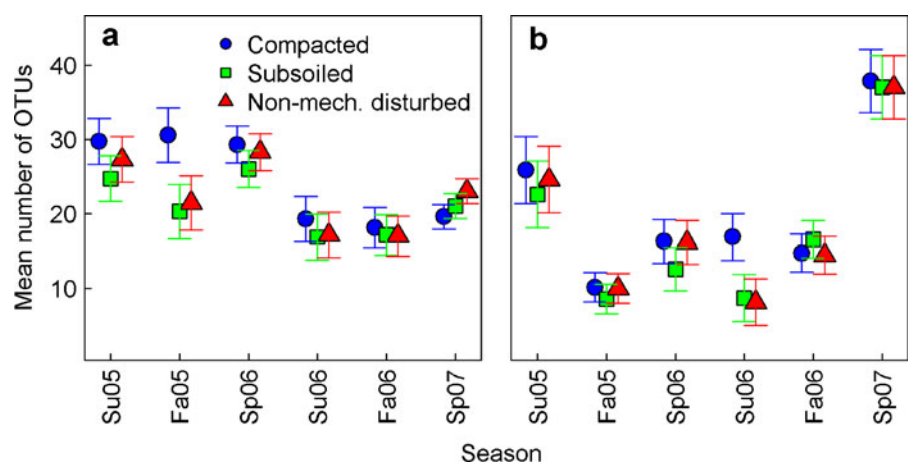 a
Compacted
Subsoiled
Non-mech. disturbed
b
Mean number of OTUs
40
30
20
10
Su05
Fa05
Sp06
Su06
Fa06
Sp07
Su05
Fa05
Sp06
Su06
Fa06
Sp07
Season